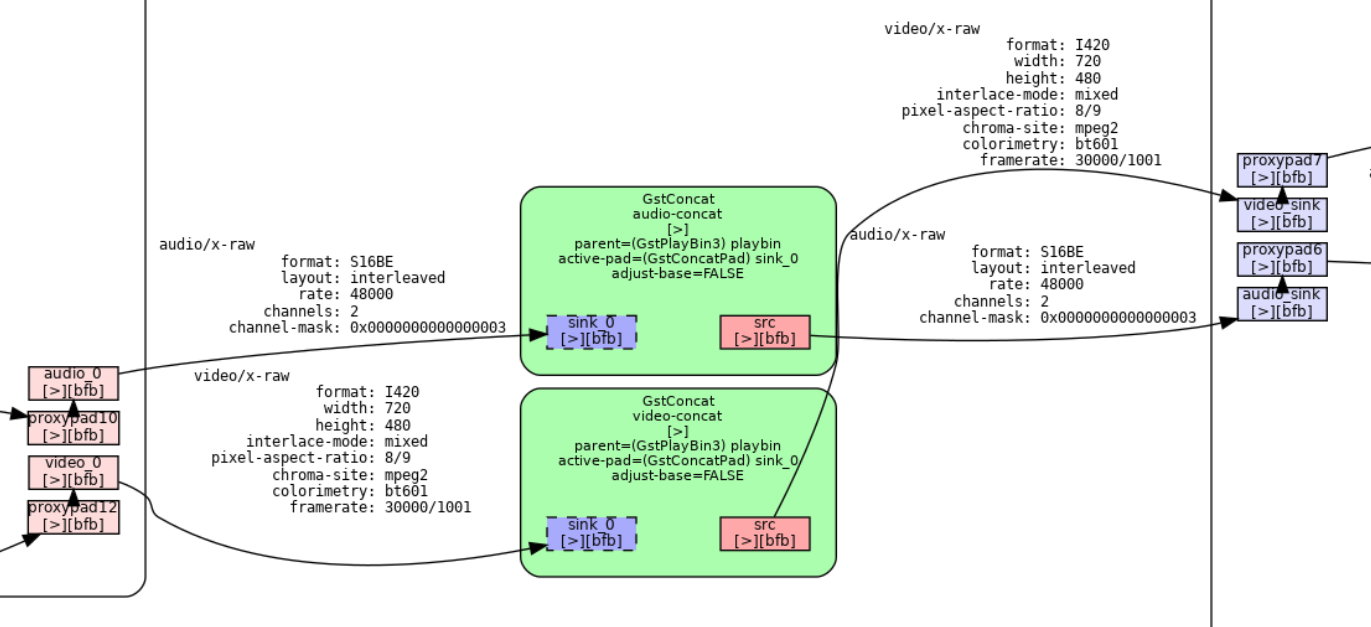 video/x-raw
format: I420
width: 720
height: 480
interlace-mode: mixed
pixel-aspect-ratio: 8/9
chroma-site: mpeg2
colorimetry: bt601
framerate: 30000/1001
proxypad7
[>][bfb]
video_sink
[>][bfb]
proxypad6
[>][bfb]
audio_sink
[>][bfb]
GstConcat
audio-concat
[>]
parent=(GstPlayBin3) playbin
active-pad=(GstConcatPad) sink_0
adjust-base=FALSE
sink_0
[>][bfb]
src
[>][bfb]
audio/x-raw
format: S16BE
layout: interleaved
rate: 48000
channels: 2
channel-mask: 0x0000000000000003
audio/x-raw
format: S16BE
layout: interleaved
rate: 48000
channels: 2
channel-mask: 0x0000000000000003
audio_0
[>][bfb]
proxypad10
[>][bfb]
video_0
[>][bfb]
proxypad12
[>][bfb]
video/x-raw
format: I420
width: 720
height: 480
interlace-mode: mixed
pixel-aspect-ratio: 8/9
chroma-site: mpeg2
colorimetry: bt601
framerate: 30000/1001
GstConcat
video-concat
[>]
parent=(GstPlayBin3) playbin
active-pad=(GstConcatPad) sink_0
adjust-base=FALSE
sink_0
[>][bfb]
src
[>][bfb]